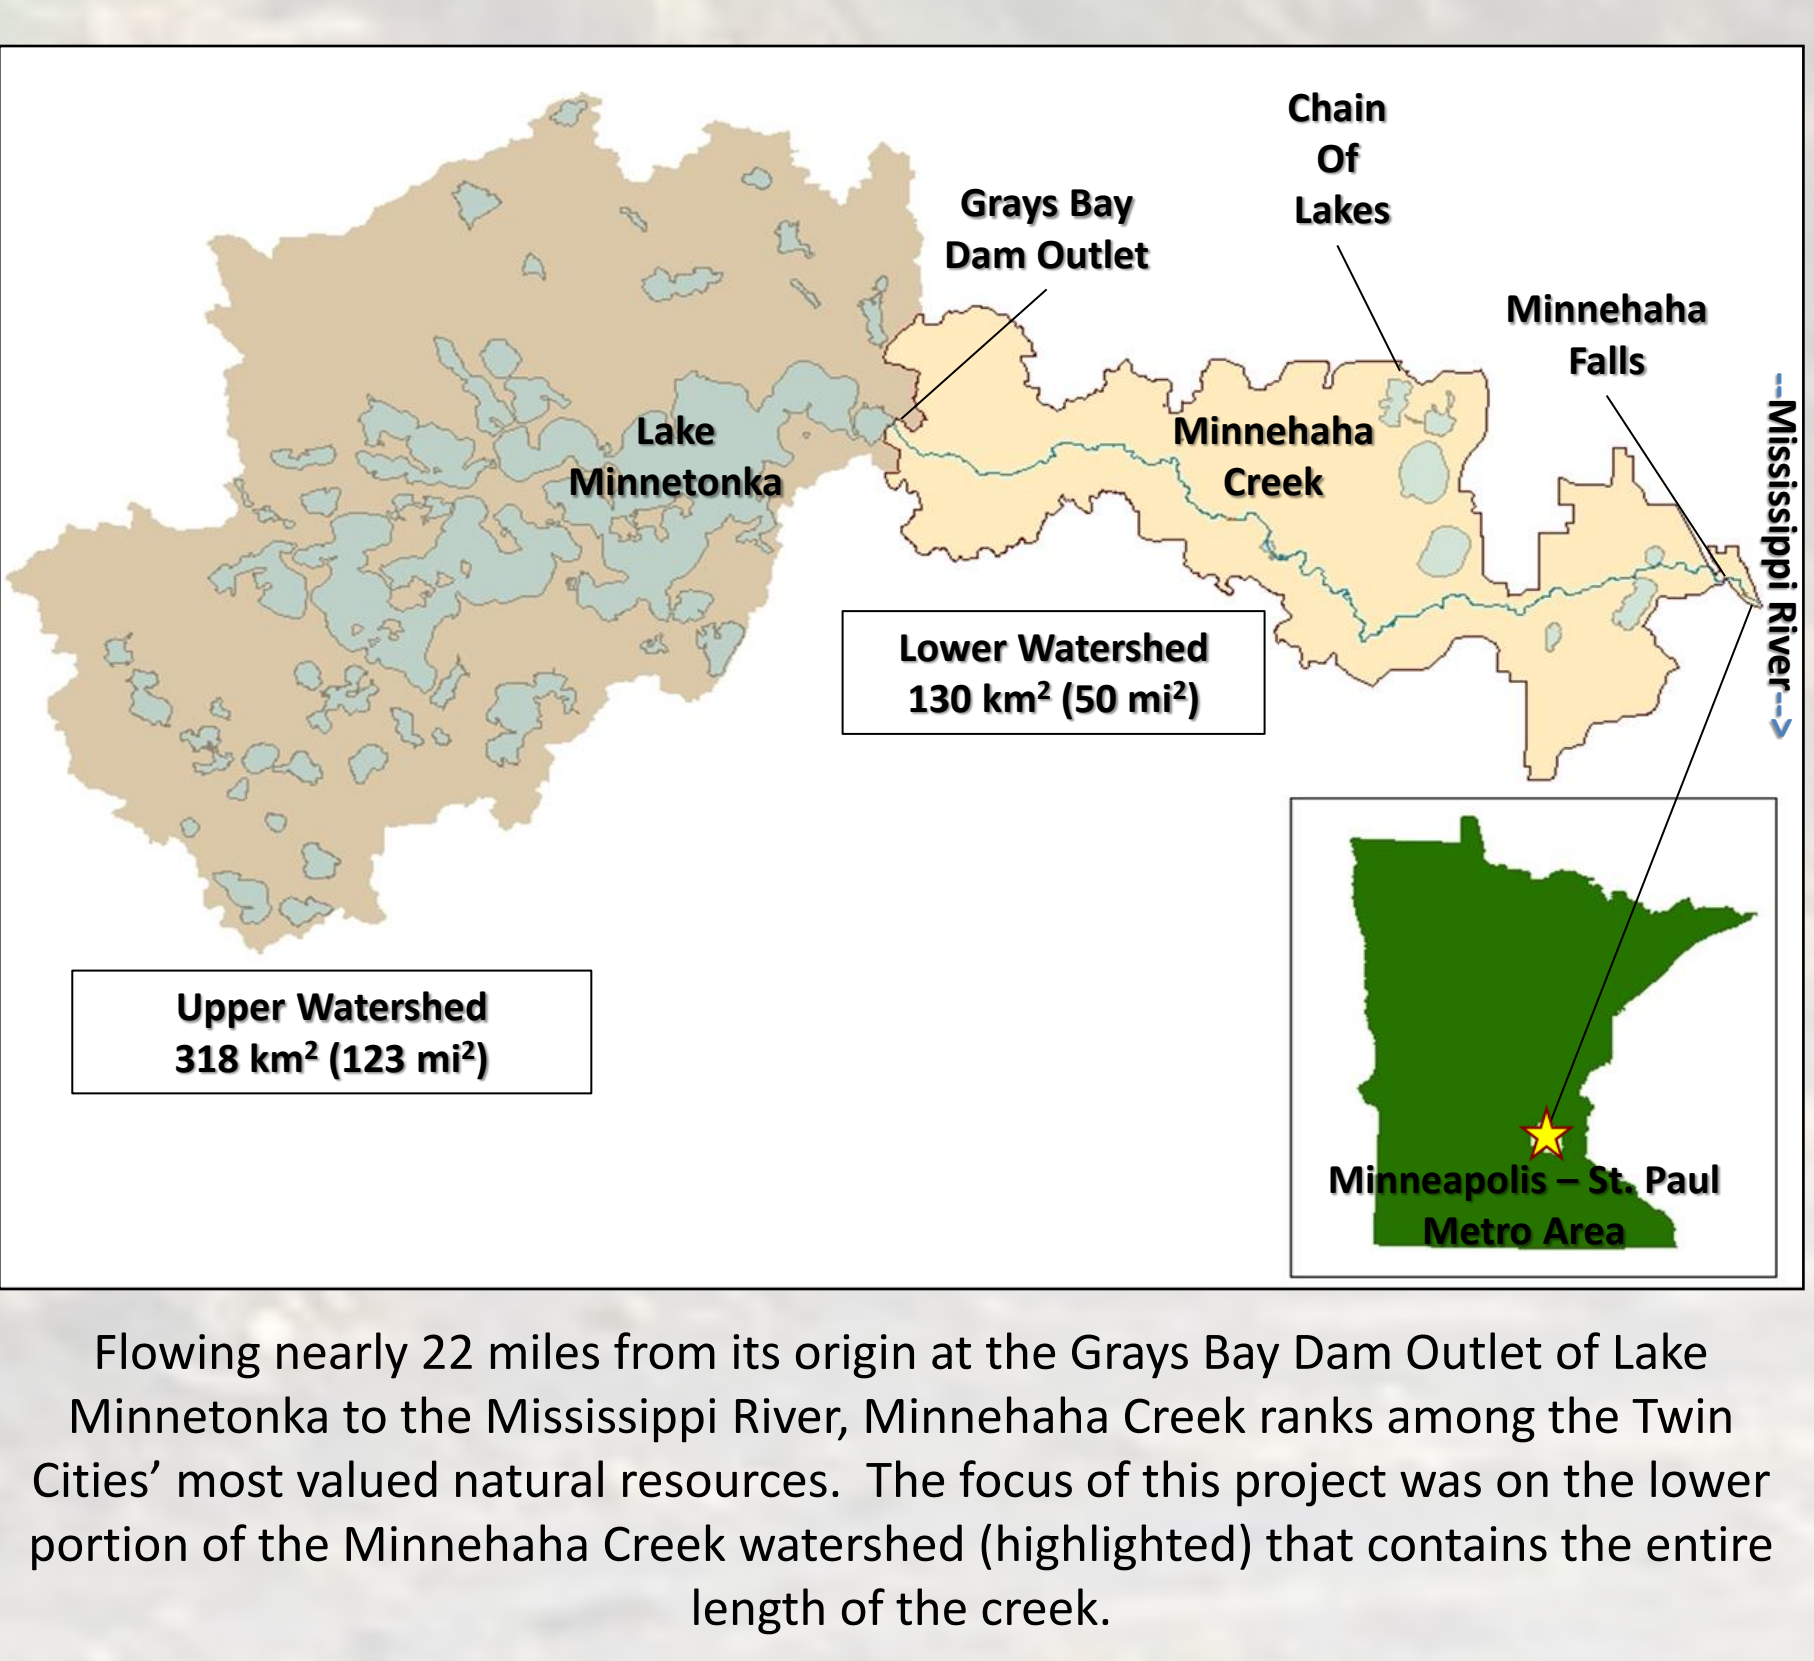 Chain
Of
Lakes
Grays Bay
Dam Outlet
Minnehaha
Falls
Lake
Minnetonka
Minnehaha
Creek
---Mississippi River--->
Lower Watershed
130 km² (50 mi²)
Upper Watershed
318 km² (123 mi²)
Minneapolis – St. Paul
Metro Area
Flowing nearly 22 miles from its origin at the Grays Bay Dam Outlet of Lake
Minnetonka to the Mississippi River, Minnehaha Creek ranks among the Twin
Cities’ most valued natural resources.  The focus of this project was on the lower
portion of the Minnehaha Creek watershed (highlighted) that contains the entire
length of the creek.